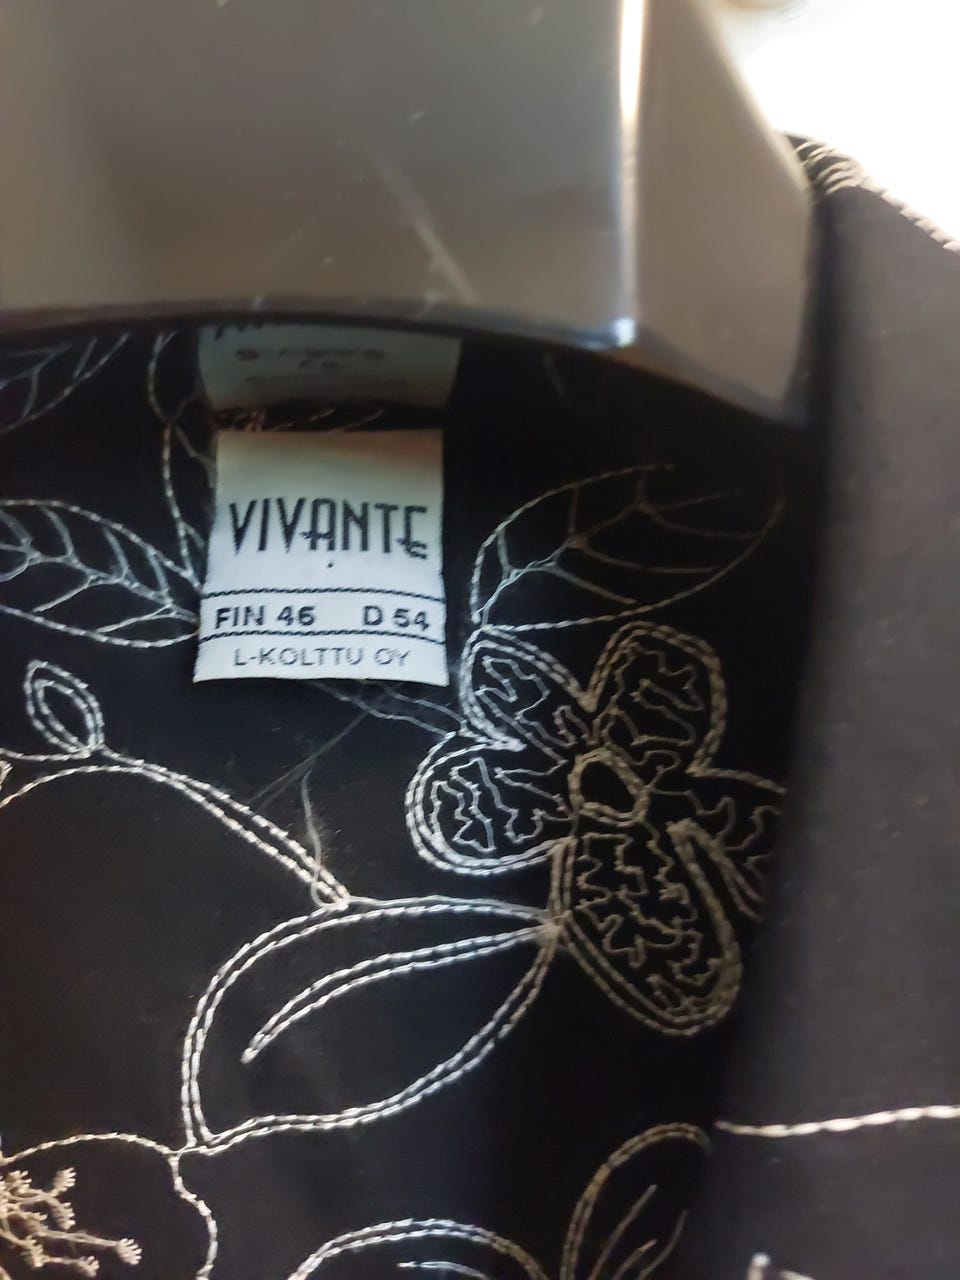 VIVANTE
FIN 46 D 54
L-KOLTTU OY